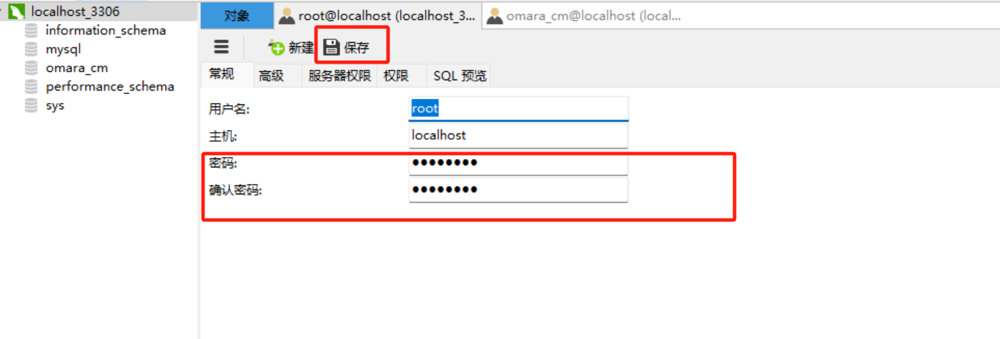 localhost_3306
information_schema
mysql
omara_cm
performance_schema
sys
对象 root@localhost (localhost_3... omara_cm@localhost (local...
新建 保存
常规 高级 服务器权限 权限 SQL 预览
用户名: root
主机: localhost
密码: ●●●●●●●●
确认密码: ●●●●●●●●